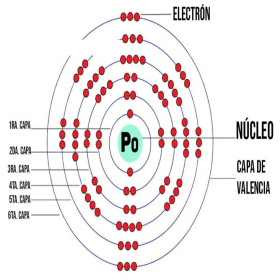 ELECTRÓN
1RA. CAPA
2DA. CAPA
3RA. CAPA
4TA. CAPA
5TA. CAPA
6TA. CAPA
Po
NÚCLEO
CAPA DE
VALENCIA